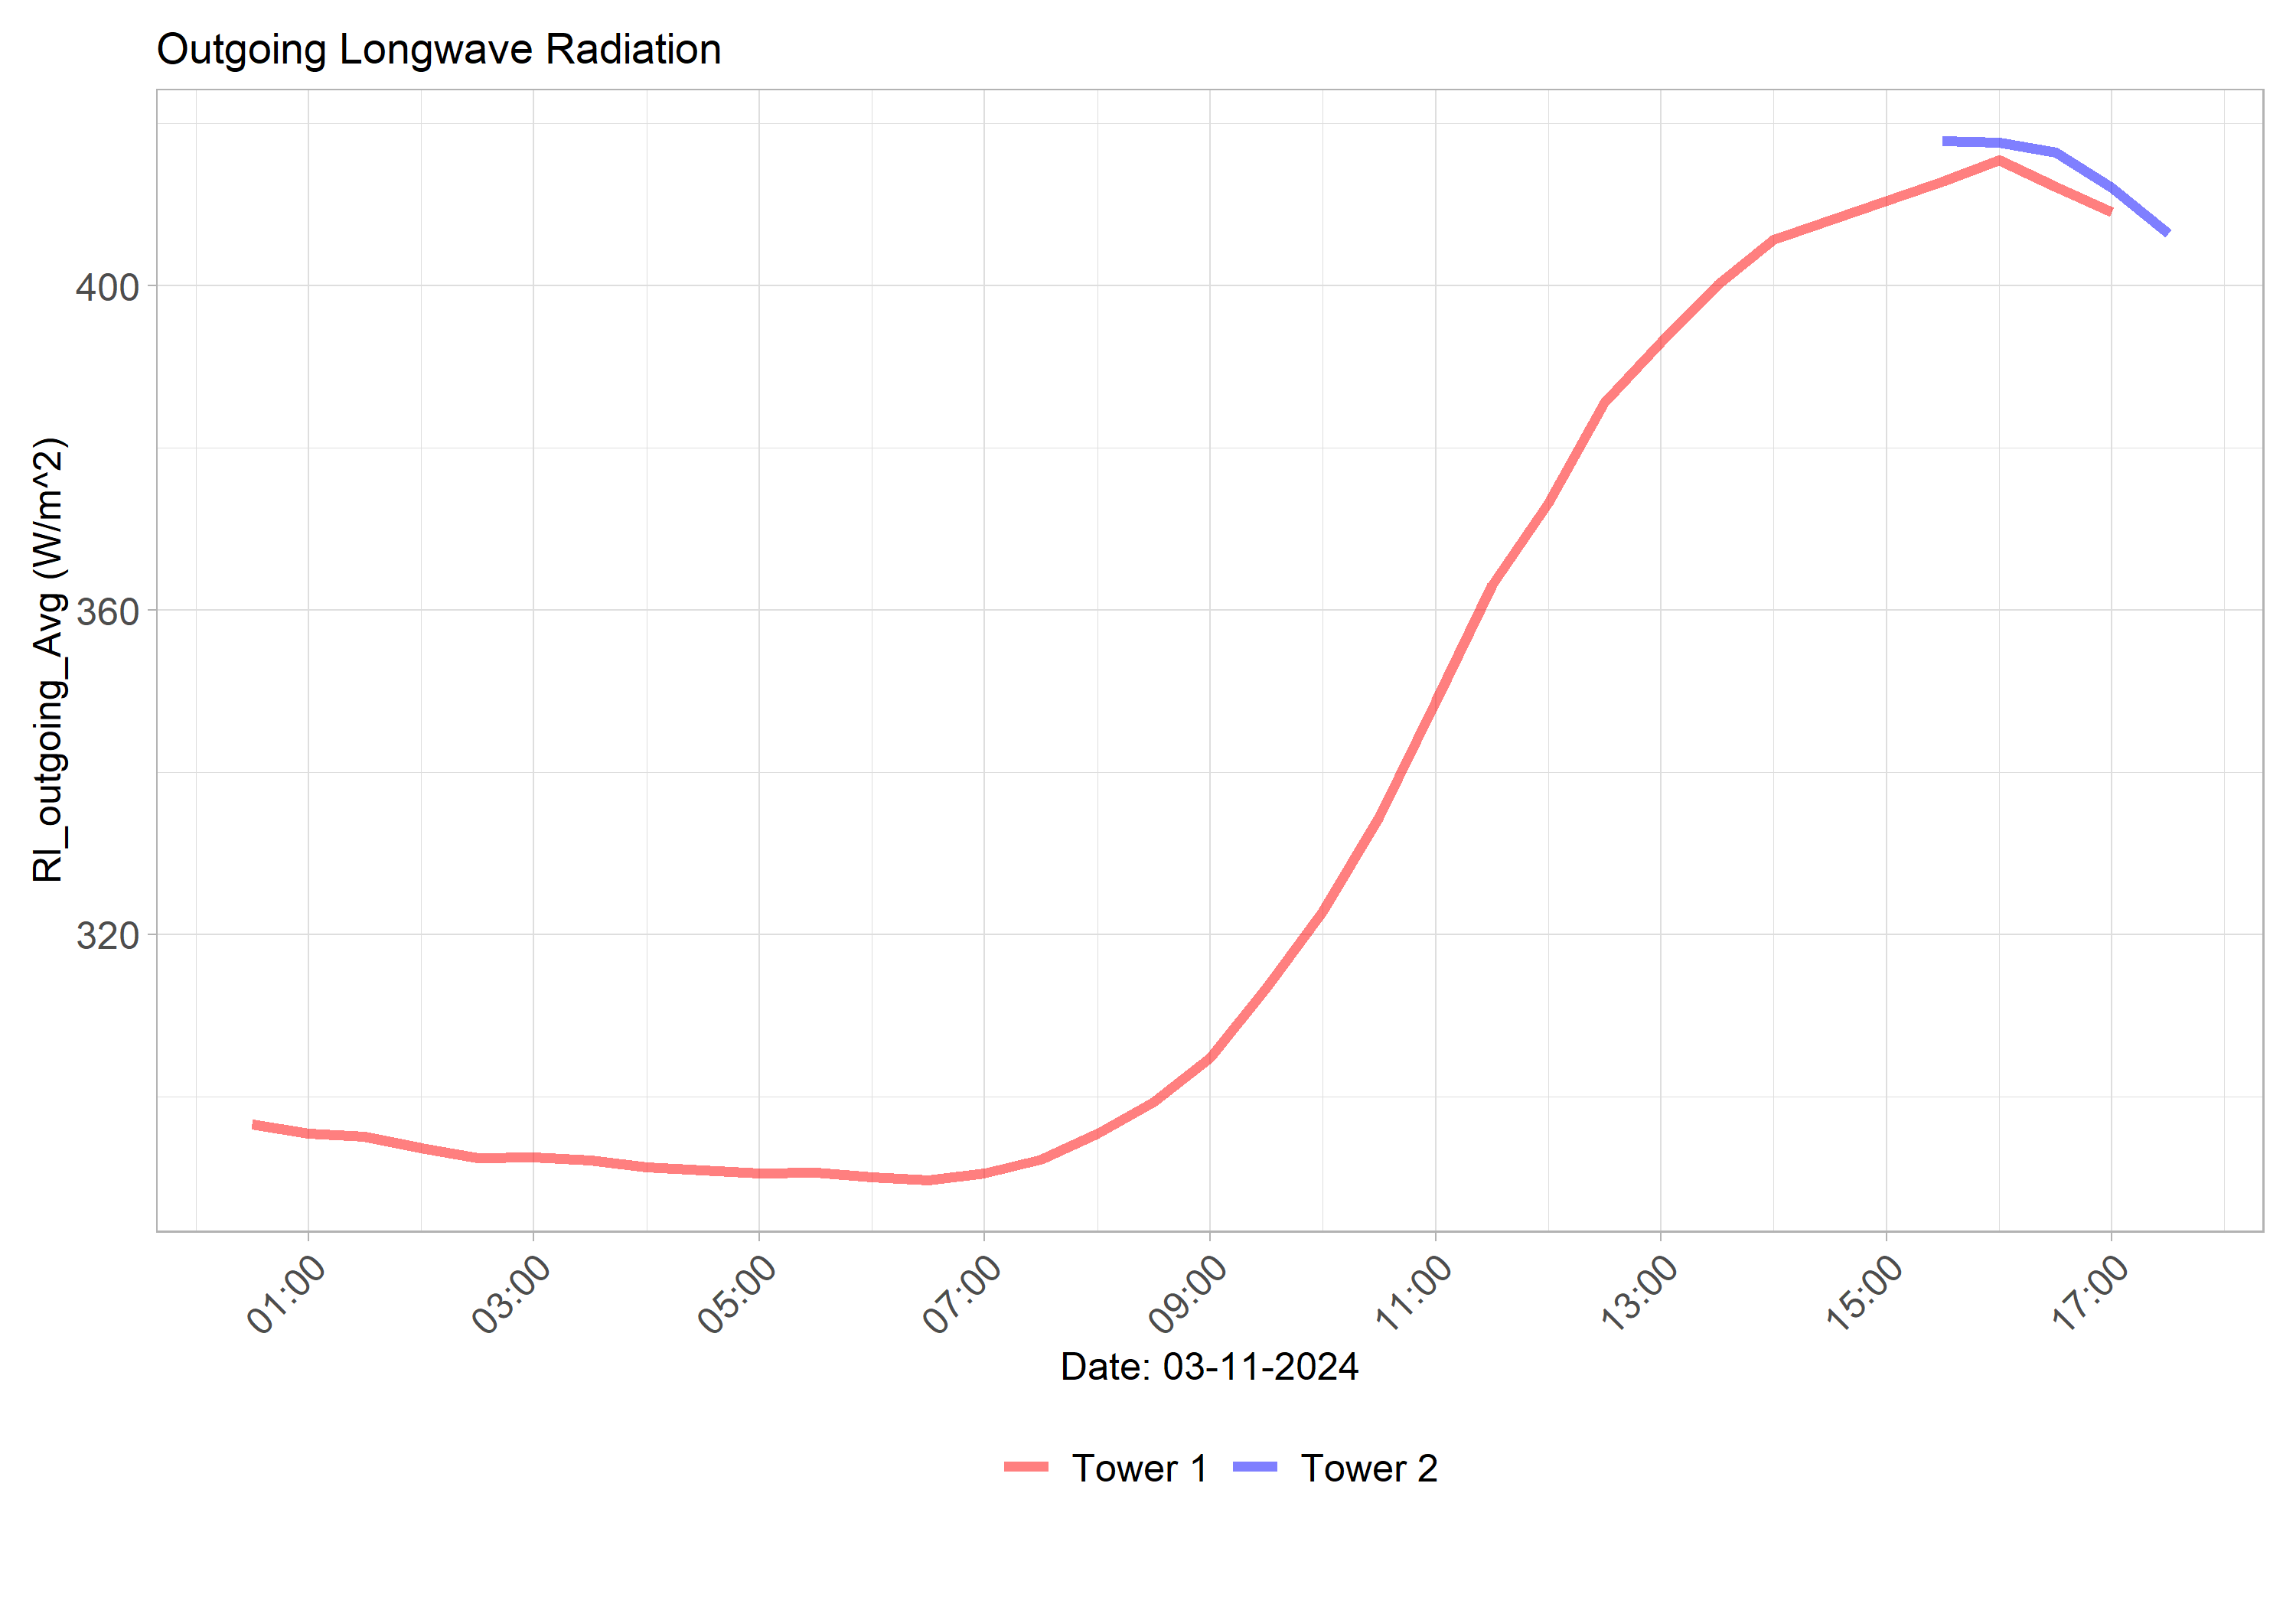 Outgoing Longwave Radiation
Rl_outgoing_Avg (W/m^2)
400
360
320
01:00
03:00
05:00
07:00
09:00
11:00
13:00
15:00
17:00
Date: 03-11-2024
Tower 1
Tower 2